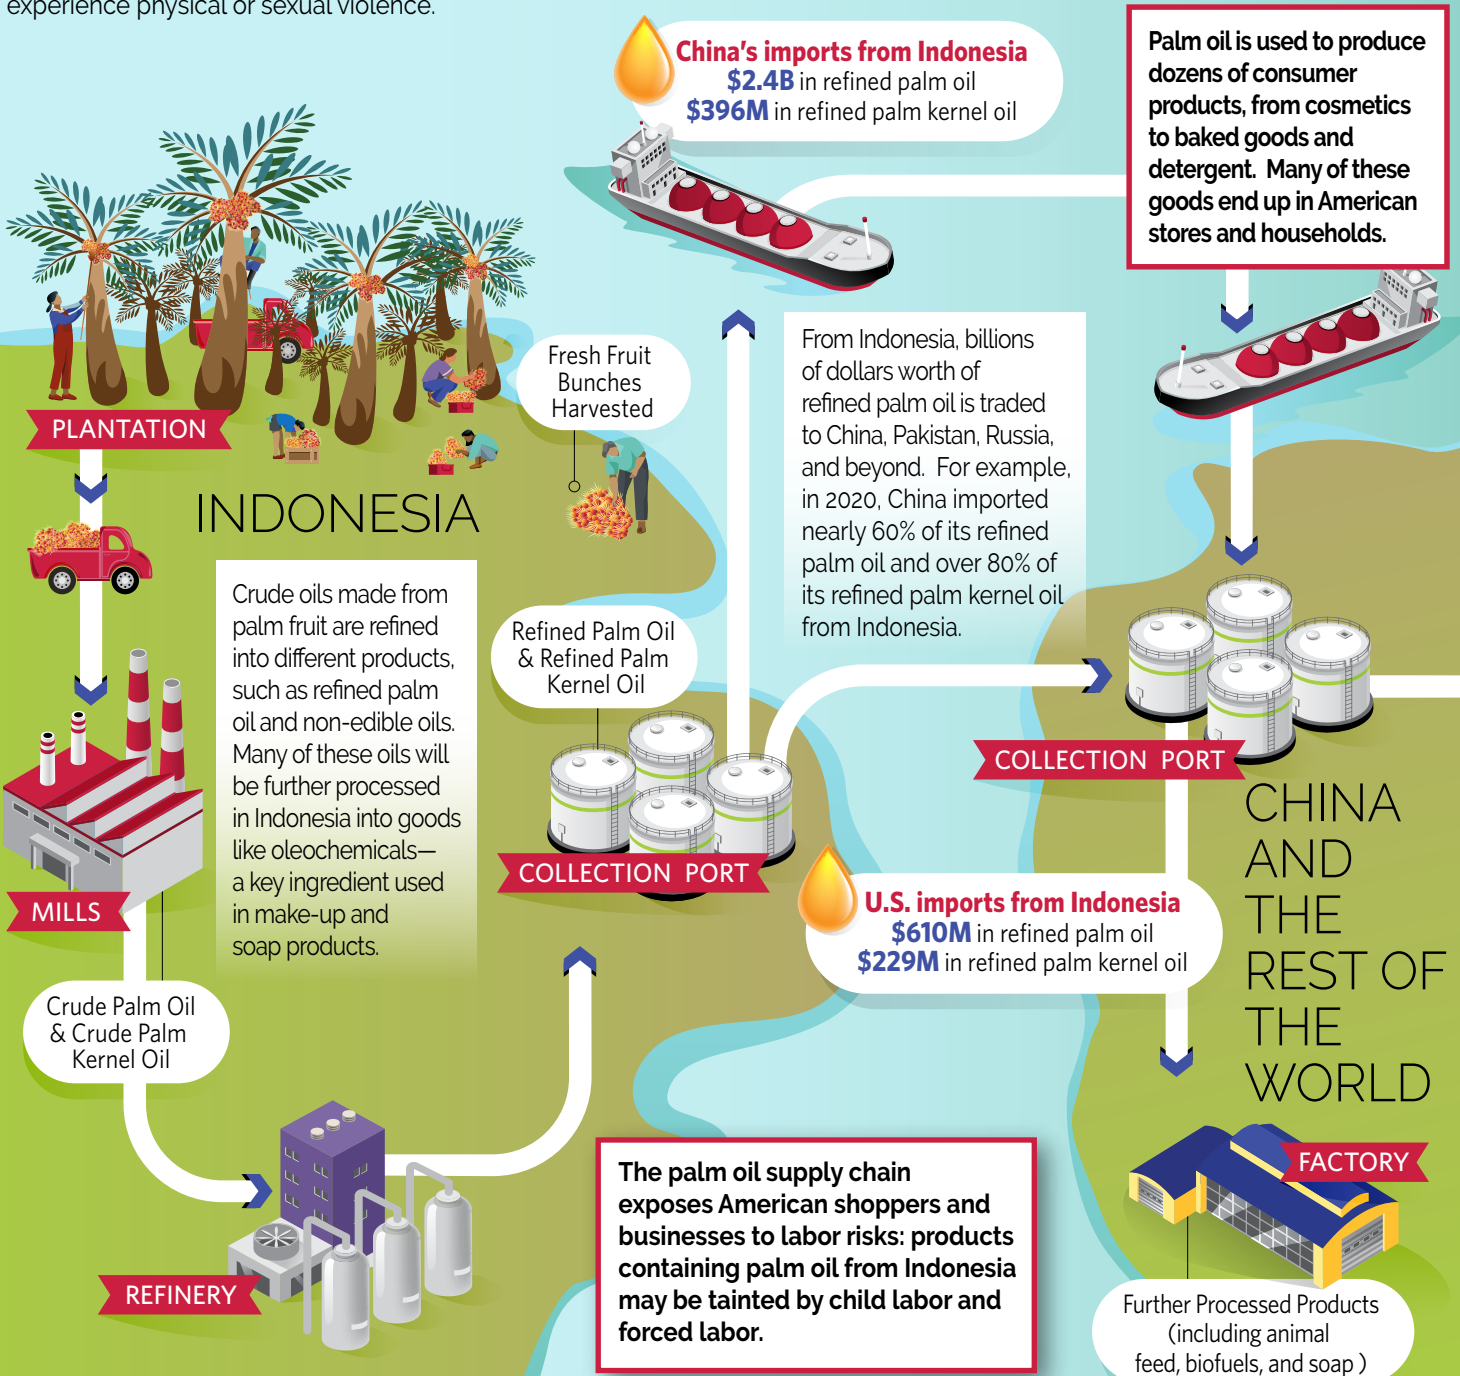 experience physical or sexual violence.
China's imports from Indonesia
$2.4B in refined palm oil
$396M in refined palm kernel oil
Palm oil is used to produce
dozens of consumer
products, from cosmetics
to baked goods and
detergent.  Many of these
goods end up in American
stores and households.
PLANTATION
Fresh Fruit
Bunches
Harvested
From Indonesia, billions
of dollars worth of
refined palm oil is traded
to China, Pakistan, Russia,
and beyond.  For example,
in 2020, China imported
nearly 60% of its refined
palm oil and over 80% of
its refined palm kernel oil
from Indonesia.
INDONESIA
Crude oils made from
palm fruit are refined
into different products,
such as refined palm
oil and non-edible oils.
Many of these oils will
be further processed
in Indonesia into goods
like oleochemicals—
a key ingredient used
in make-up and
soap products.
Refined Palm Oil
& Refined Palm
Kernel Oil
COLLECTION PORT
COLLECTION PORT
CHINA
AND
THE
REST OF
THE
WORLD
MILLS
U.S. imports from Indonesia
$610M in refined palm oil
$229M in refined palm kernel oil
Crude Palm Oil
& Crude Palm
Kernel Oil
REFINERY
The palm oil supply chain
exposes American shoppers and
businesses to labor risks: products
containing palm oil from Indonesia
may be tainted by child labor and
forced labor.
FACTORY
Further Processed Products
(including animal
feed, biofuels, and soap )